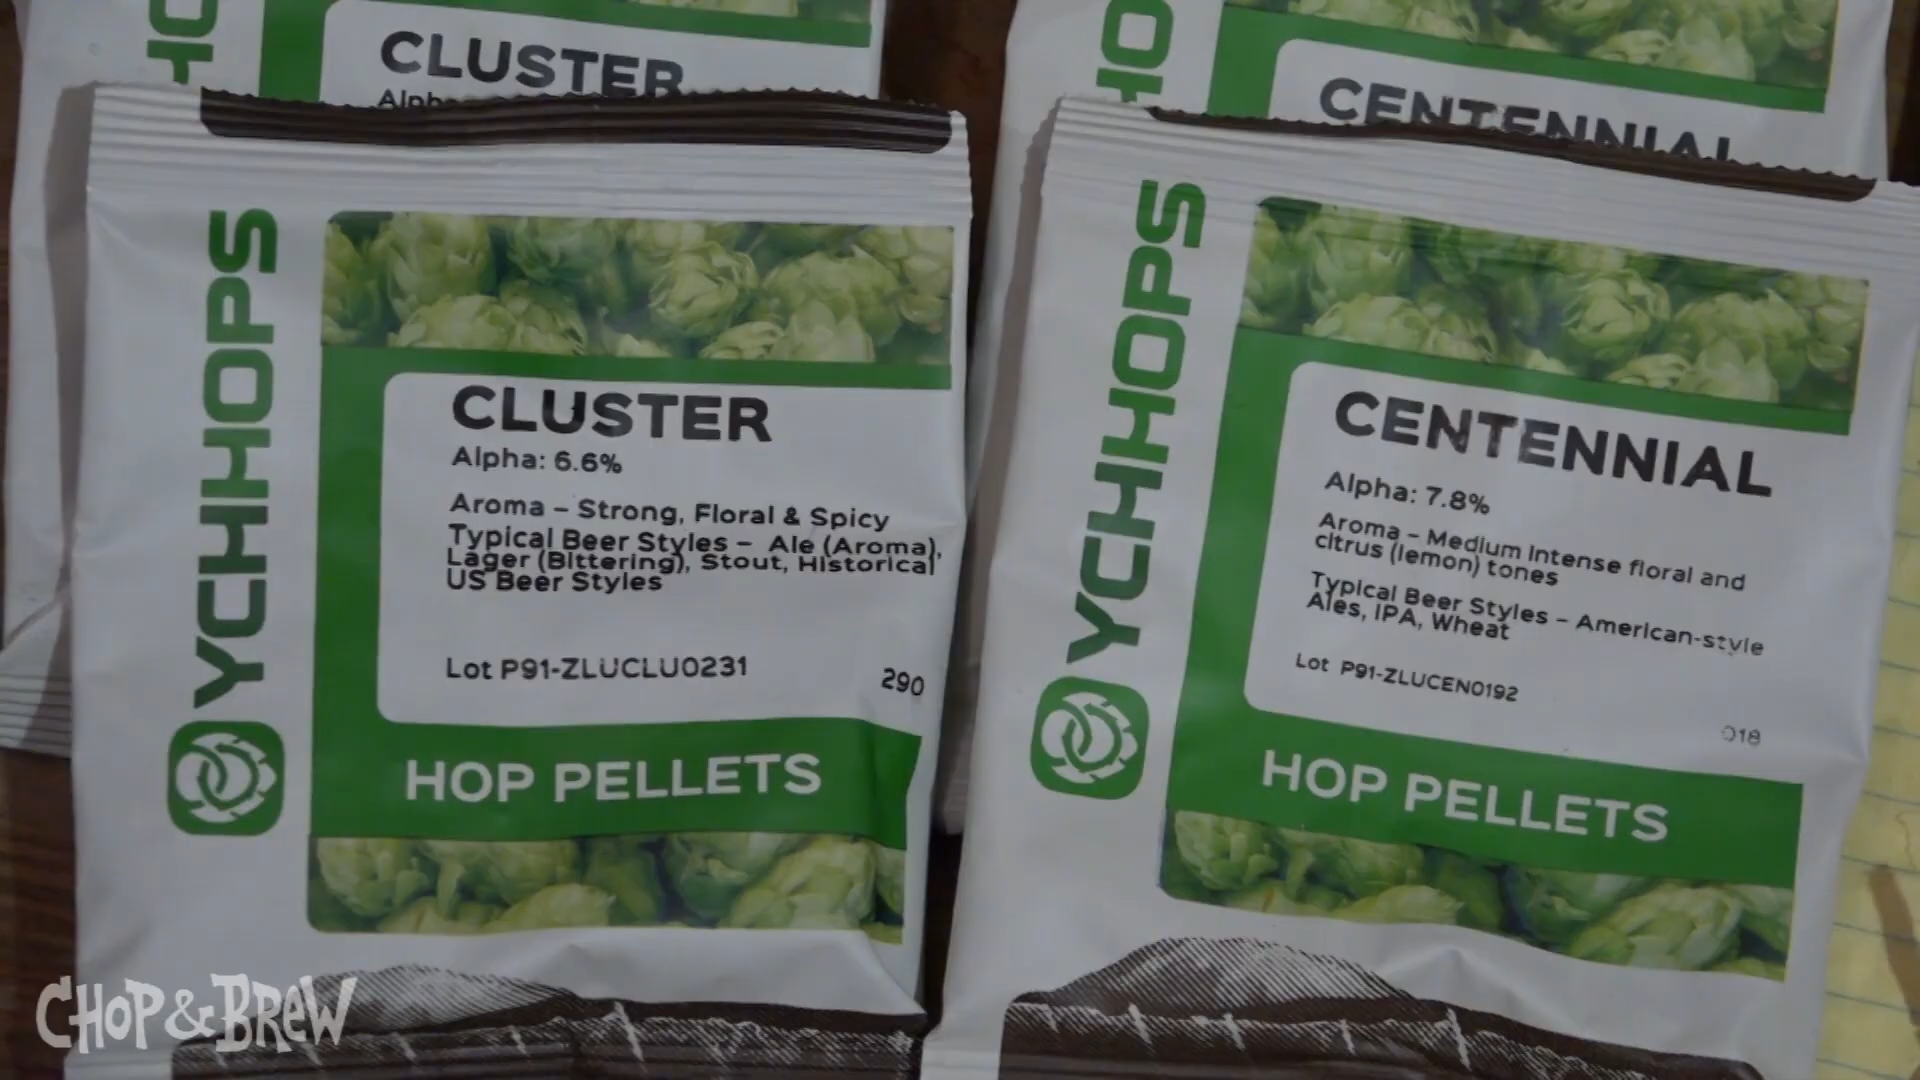 CLUSTER
CENTENNIAL
YCHHOPS
CLUSTER
Alpha: 6.6%
Aroma – Strong, Floral & Spicy
Typical Beer Styles – Ale (Aroma),
Lager (Bittering), Stout, Historical
US Beer Styles
Lot P91-ZLUCLU0231
290
HOP PELLETS
YCHHOPS
CENTENNIAL
Alpha: 7.8%
Aroma – Medium Intense floral and
citrus (lemon) tones
Typical Beer Styles – American-style
Ales, IPA, Wheat
Lot P91-ZLUCEN0192
018
HOP PELLETS
CHOP & BREW